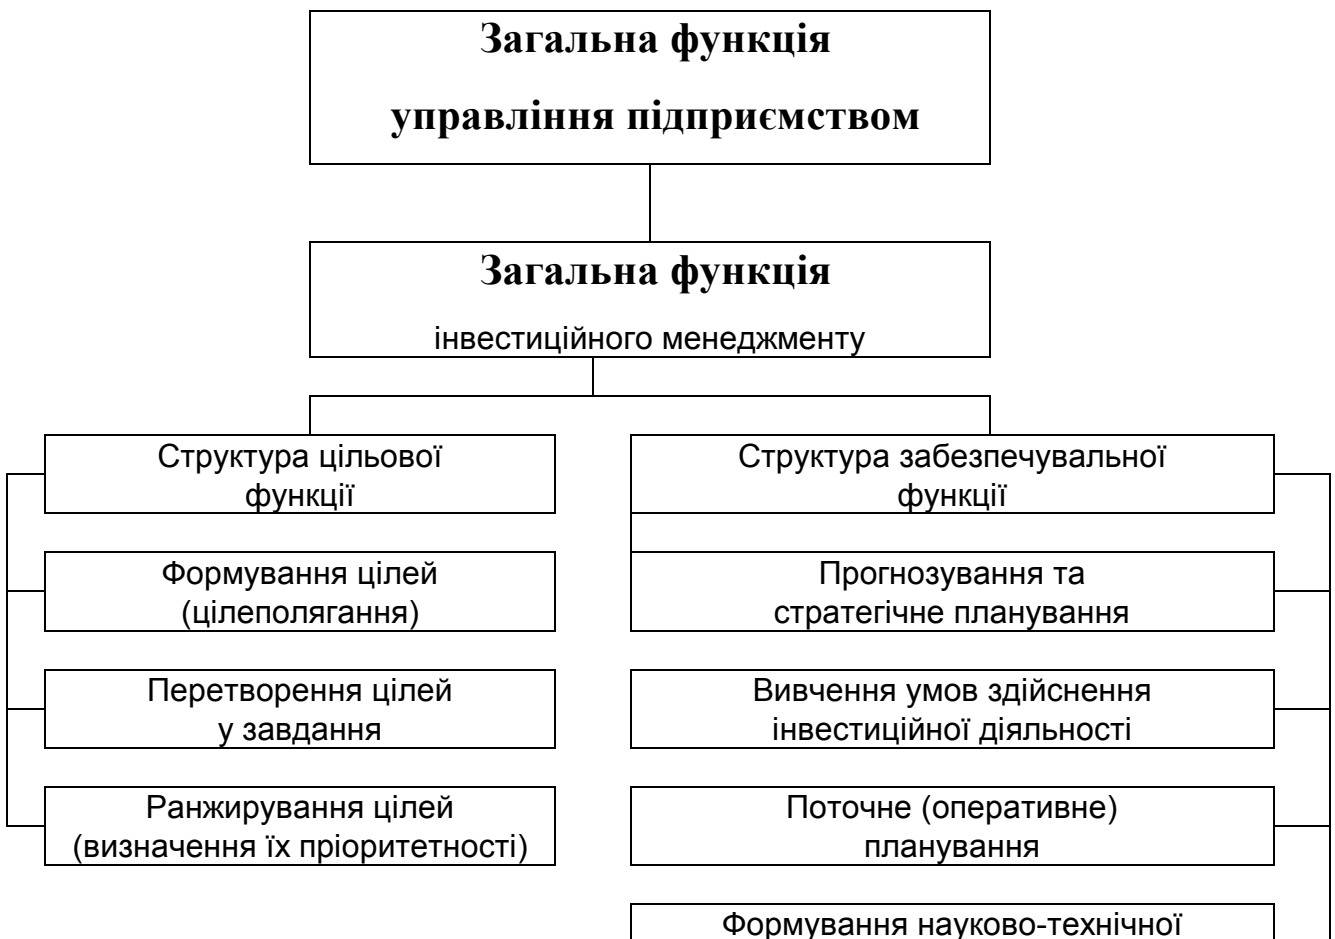 Загальна функція
управління підприємством
Загальна функція
інвестиційного менеджменту
Структура цільової
функції
Формування цілей
(цілеполягання)
Перетворення цілей
у завдання
Ранжирування цілей
(визначення їх пріоритетності)
Структура забезпечувальної
функції
Прогнозування та
стратегічне планування
Вивчення умов здійснення
інвестиційної діяльності
Поточне (оперативне)
планування
Формування науково-технічної